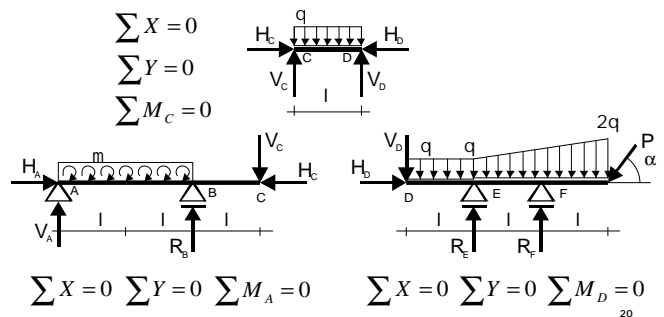 ∑X = 0
∑Y = 0
∑M_C = 0
q
H_C
C
D
H_D
V_C
V_D
l
m
H_A
A
B
C
V_C
H_C
V_A
R_B
l
l
l
V_D
H_D
q
q
2q
P
α
D
E
F
l
l
l
R_E
R_F
∑X = 0 ∑Y = 0 ∑M_A = 0
∑X = 0 ∑Y = 0 ∑M_D = 0
20